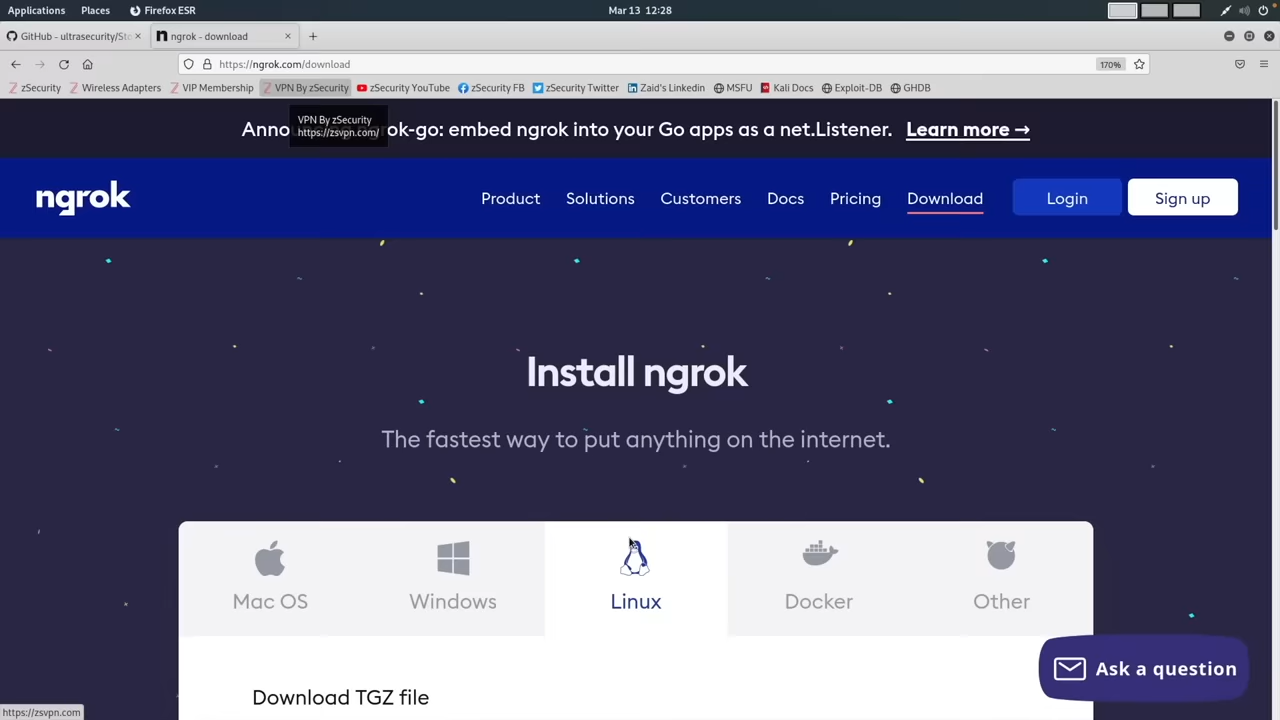 Applications Places Firefox ESR Mar 13 12:28
GitHub - ultrasecurity/Sto ngrok - download
https://ngrok.com/download 170%
zSecurity Wireless Adapters VIP Membership VPN By zSecurity zSecurity YouTube zSecurity FB zSecurity Twitter Zaid's Linkedin MSFU Kali Docs Exploit-DB GHDB
VPN By zSecurity
https://zsvpn.com/
Anno ok-go: embed ngrok into your Go apps as a net.Listener. Learn more →
ngrok Product Solutions Customers Docs Pricing Download Login Sign up
Install ngrok
The fastest way to put anything on the internet.
Mac OS Windows Linux Docker Other
Ask a question
Download TGZ file
https://zsvpn.com